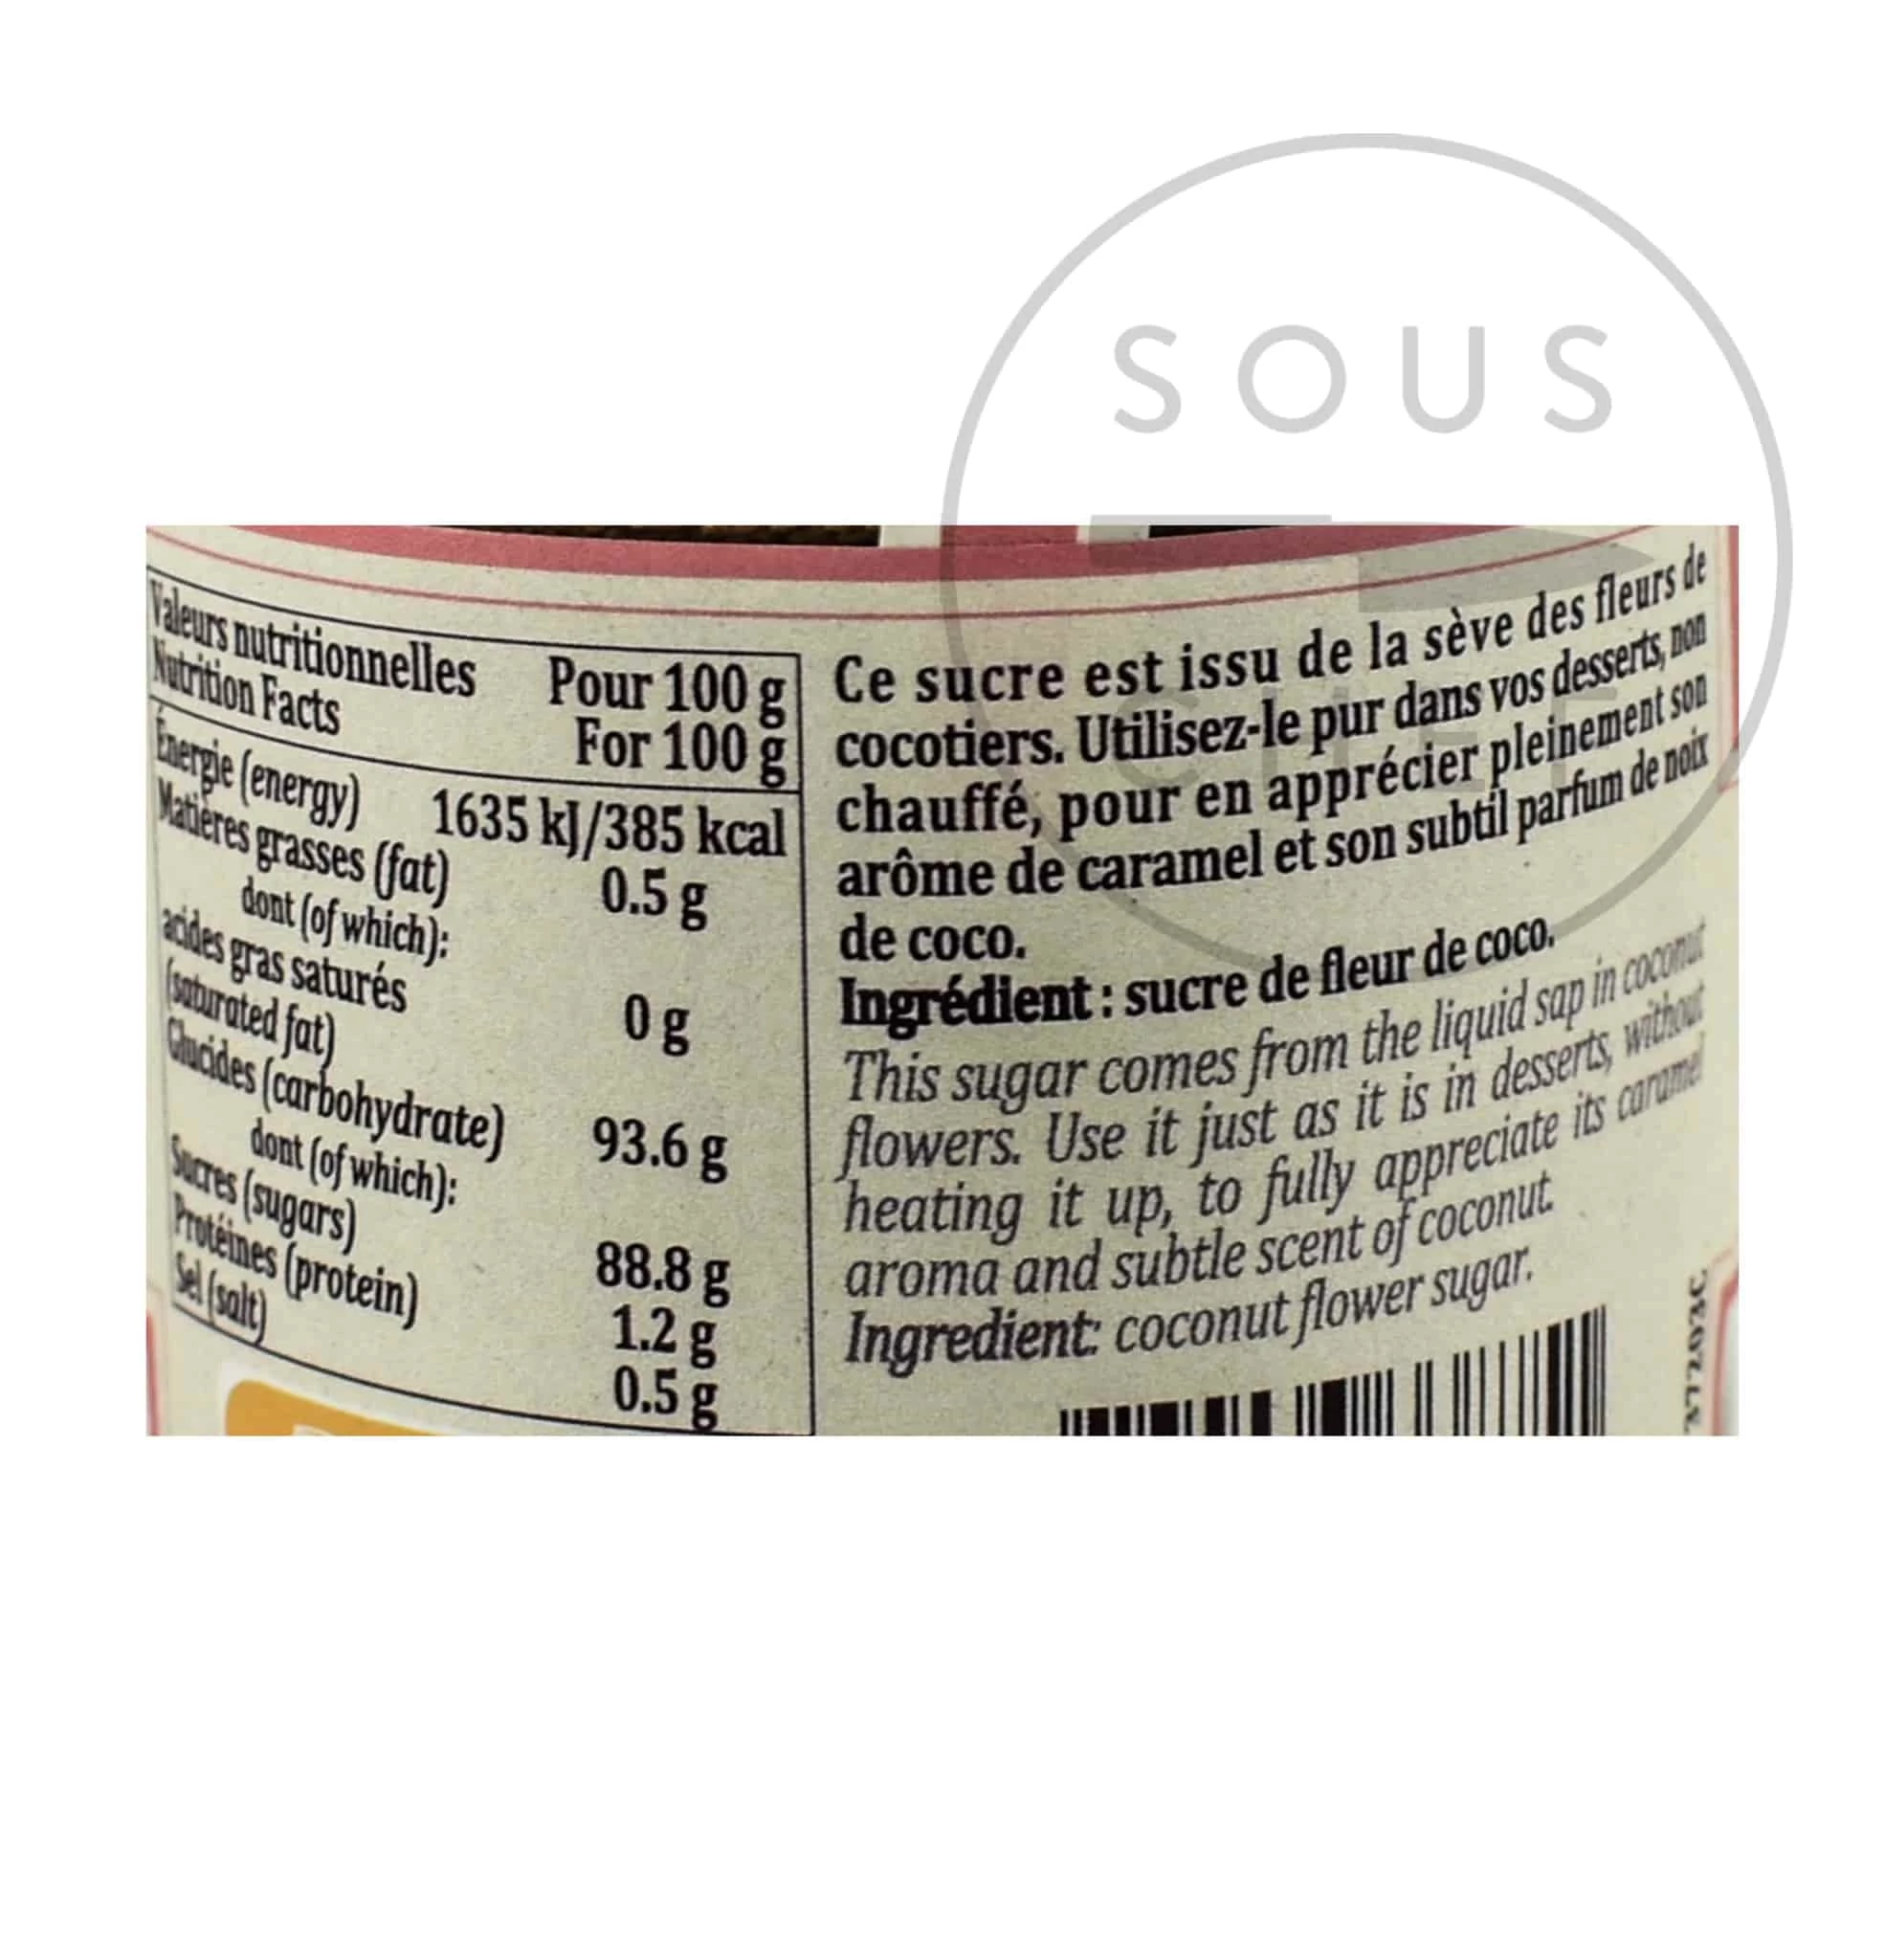 SOUS
CHEF
Valeurs nutritionnelles Pour 100 g
Nutrition Facts For 100 g
Énergie (energy) 1635 kJ/385 kcal
Matières grasses (fat) 0.5 g
dont (of which):
acides gras saturés
(saturated fat) 0 g
Glucides (carbohydrate) 93.6 g
dont (of which):
Sucres (sugars) 88.8 g
Protéines (protein) 1.2 g
Sel (salt) 0.5 g
Ce sucre est issu de la sève des fleurs de
cocotiers. Utilisez-le pur dans vos desserts, non
chauffé, pour en apprécier pleinement son
arôme de caramel et son subtil parfum de noix
de coco.
Ingrédient : sucre de fleur de coco.
This sugar comes from the liquid sap in coconut
flowers. Use it just as it is in desserts, without
heating it up, to fully appreciate its caramel
aroma and subtle scent of coconut.
Ingredient: coconut flower sugar.